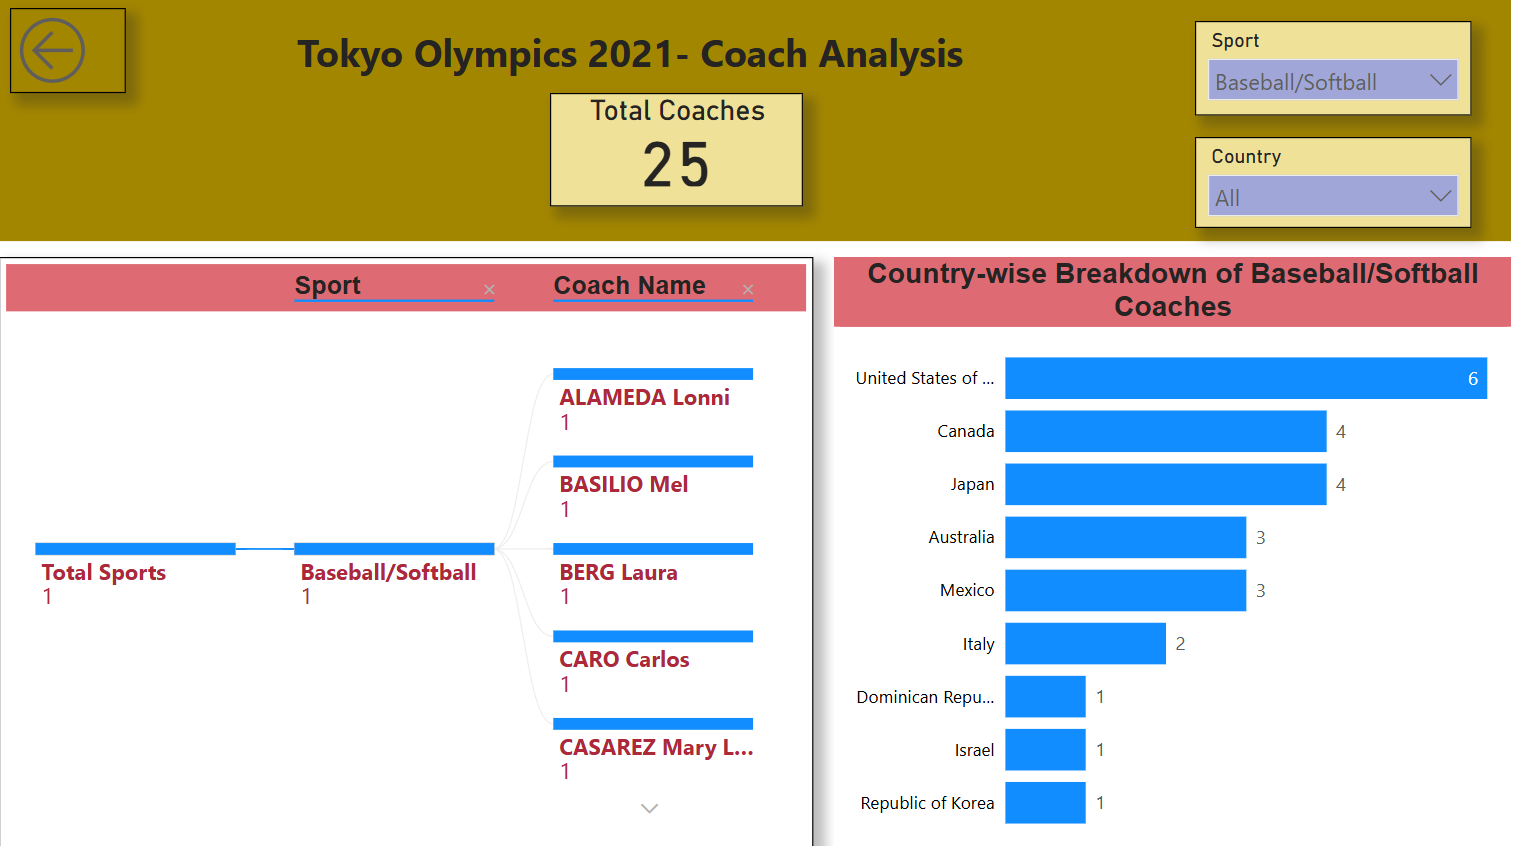 Tokyo Olympics 2021- Coach Analysis
Total Coaches
25
Sport
Baseball/Softball
Country
All
Sport
Coach Name
Total Sports
1
Baseball/Softball
1
ALAMEDA Lonni
1
BASILIO Mel
1
BERG Laura
1
CARO Carlos
1
CASAREZ Mary L...
1
Country-wise Breakdown of Baseball/Softball
Coaches
United States of ... 6
Canada 4
Japan 4
Australia 3
Mexico 3
Italy 2
Dominican Repu... 1
Israel 1
Republic of Korea 1